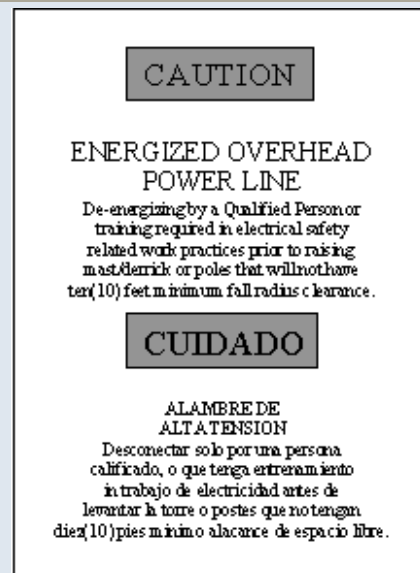 CAUTION
ENERGIZED OVERHEAD
POWER LINE
De-energizing by a Qualified Person or
training required in electrical safety
related work practices prior to raising
mast/derrick or poles that will not have
ten(10) feet minimum fall radius clearance.
CUIDADO
ALAMBRE DE
ALTA TENSION
Desconectar solo por una persona
calificado, o que tenga entrenamiento
in trabajo de electricidad antes de
levantar la torre o postes que no tengan
diez(10) pies minimo alacance de espacio libre.